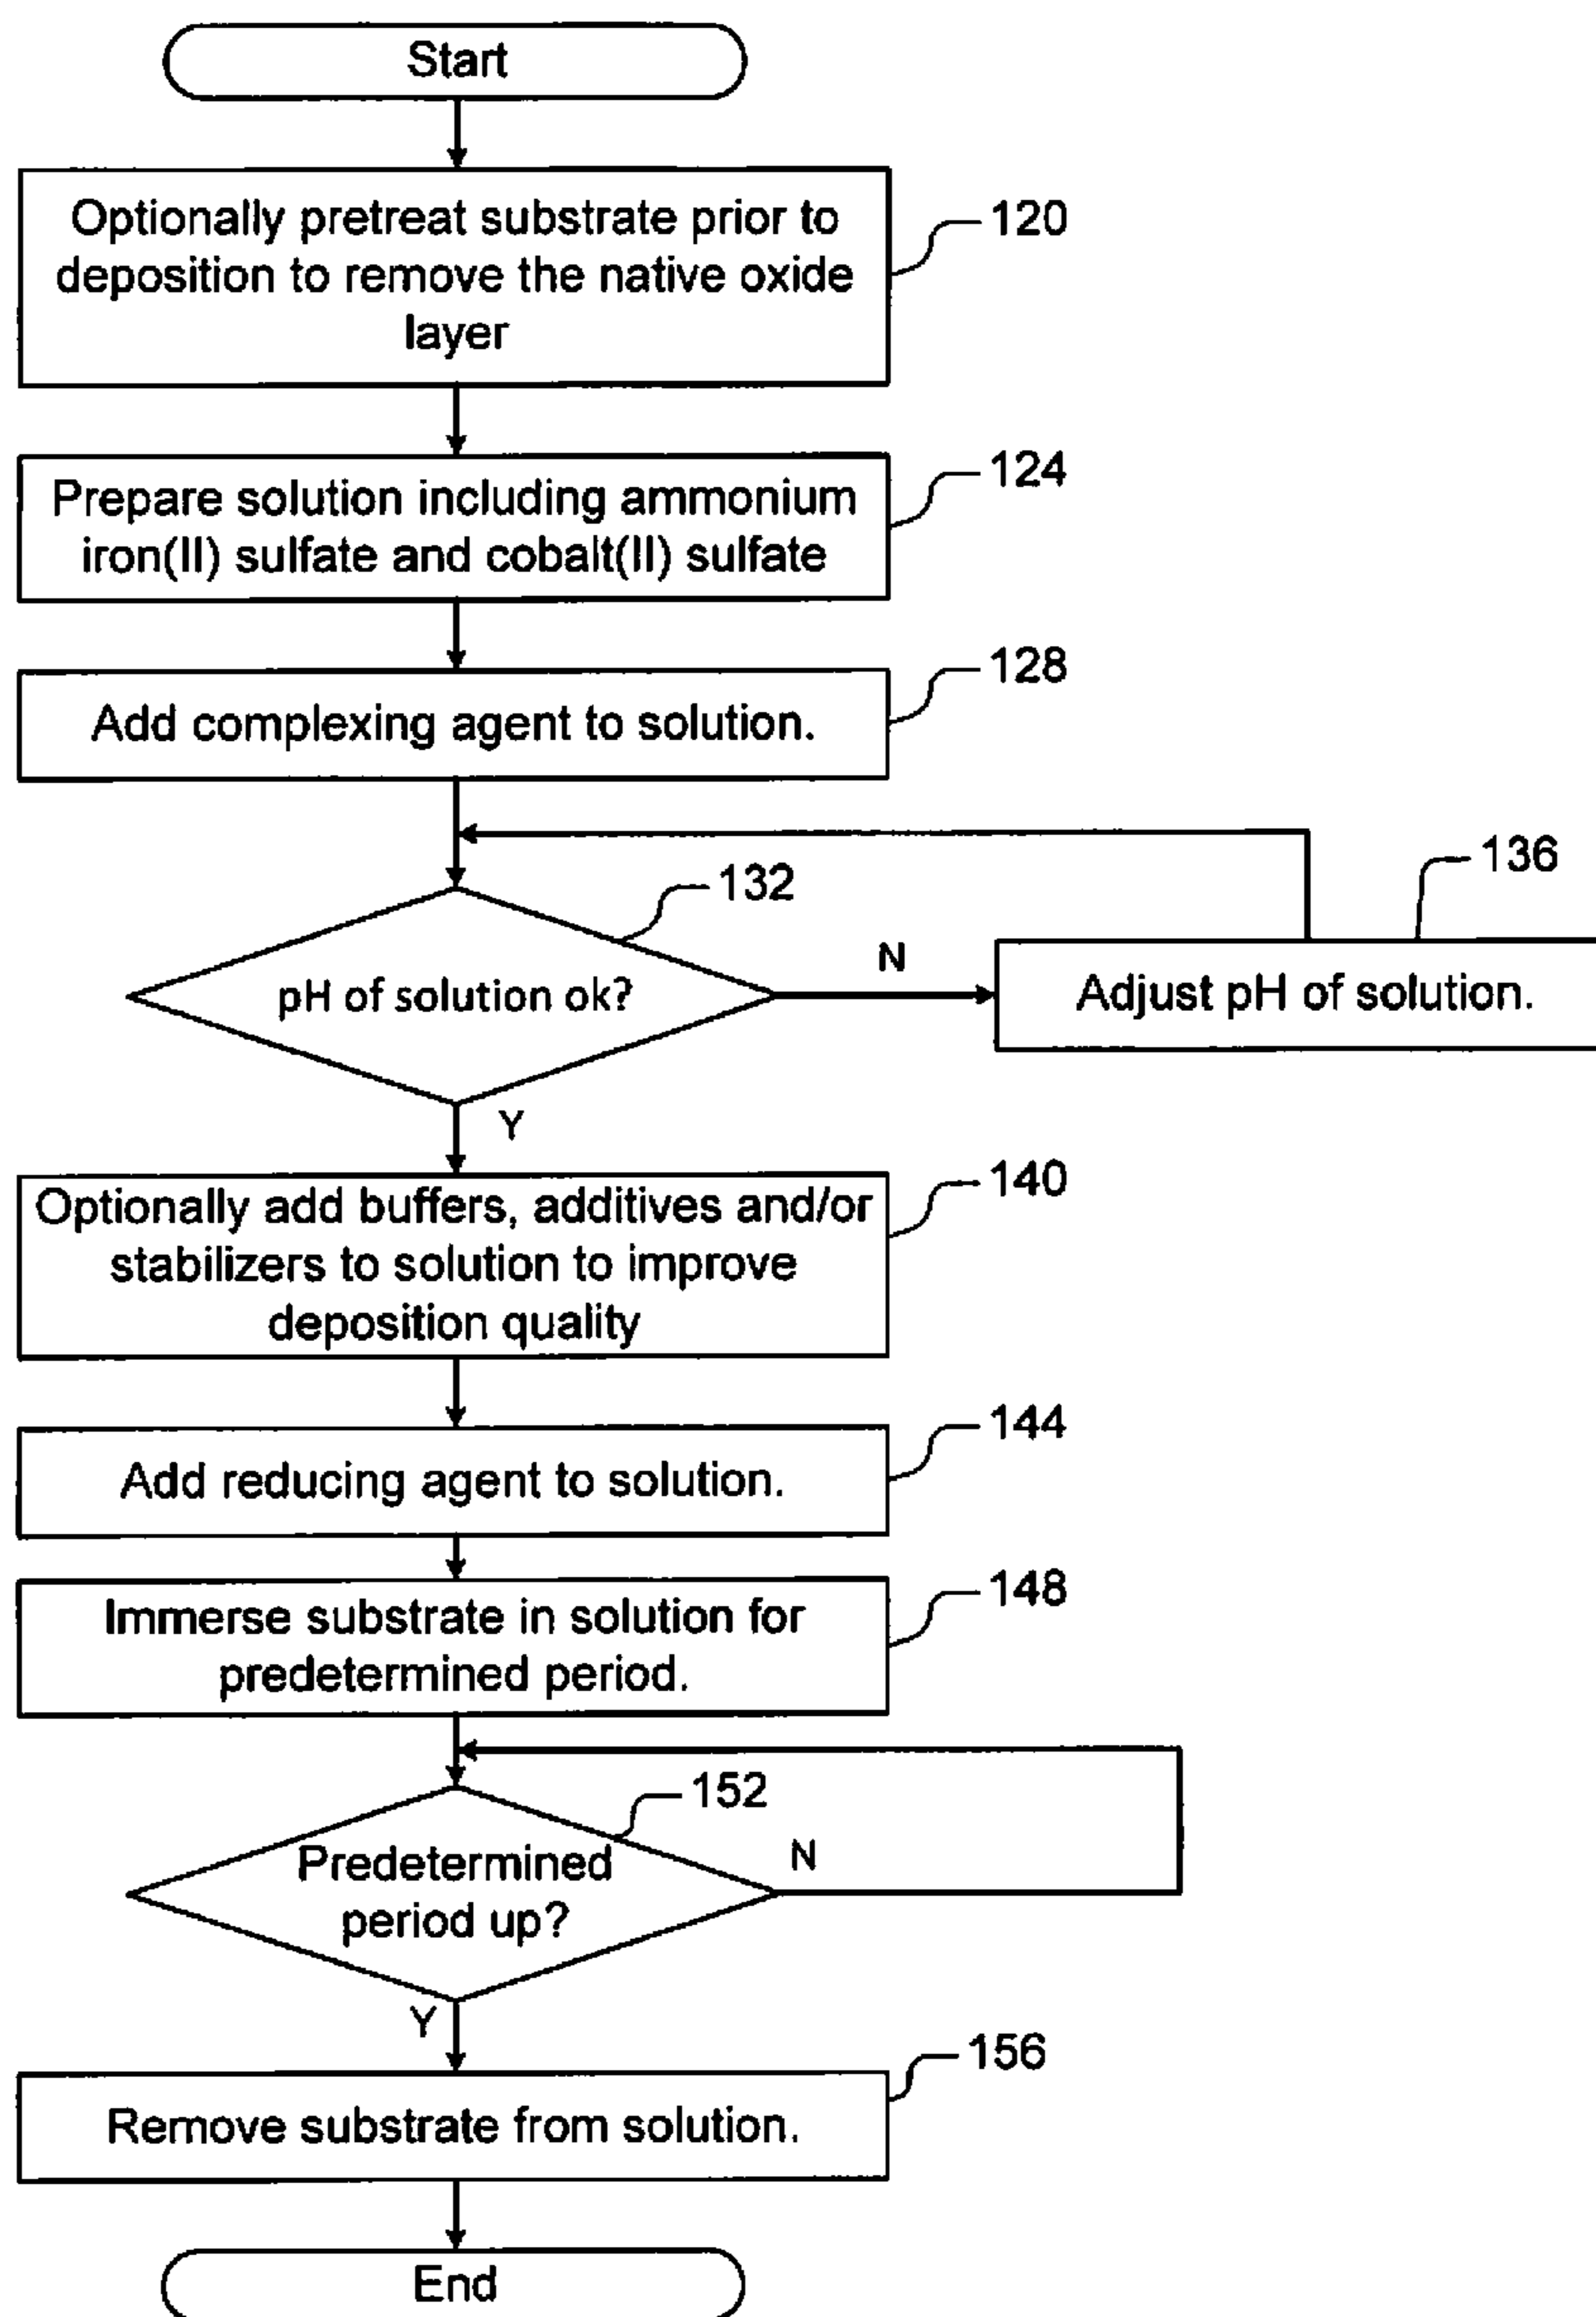 Start
Optionally pretreat substrate prior to
deposition to remove the native oxide
layer
120
Prepare solution including ammonium
iron(II) sulfate and cobalt(II) sulfate
124
Add complexing agent to solution.
128
132
pH of solution ok?
N
136
Adjust pH of solution.
Y
Optionally add buffers, additives and/or
stabilizers to solution to improve
deposition quality
140
Add reducing agent to solution.
144
Immerse substrate in solution for
predetermined period.
148
152
Predetermined
period up?
N
Y
Remove substrate from solution.
156
End